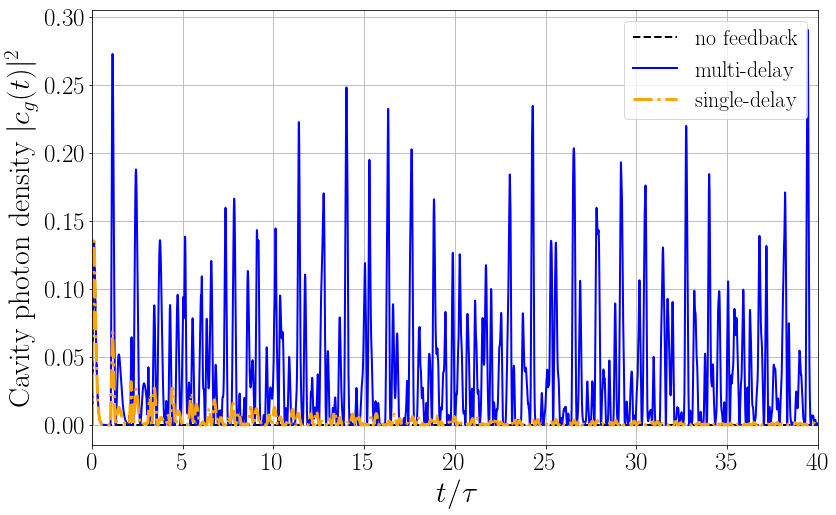 Cavity photon density $|c_g(t)|^2$
0.30
0.25
0.20
0.15
0.10
0.05
0.00
no feedback
multi-delay
single-delay
0 5 10 15 20 25 30 35 40
$t/\tau$